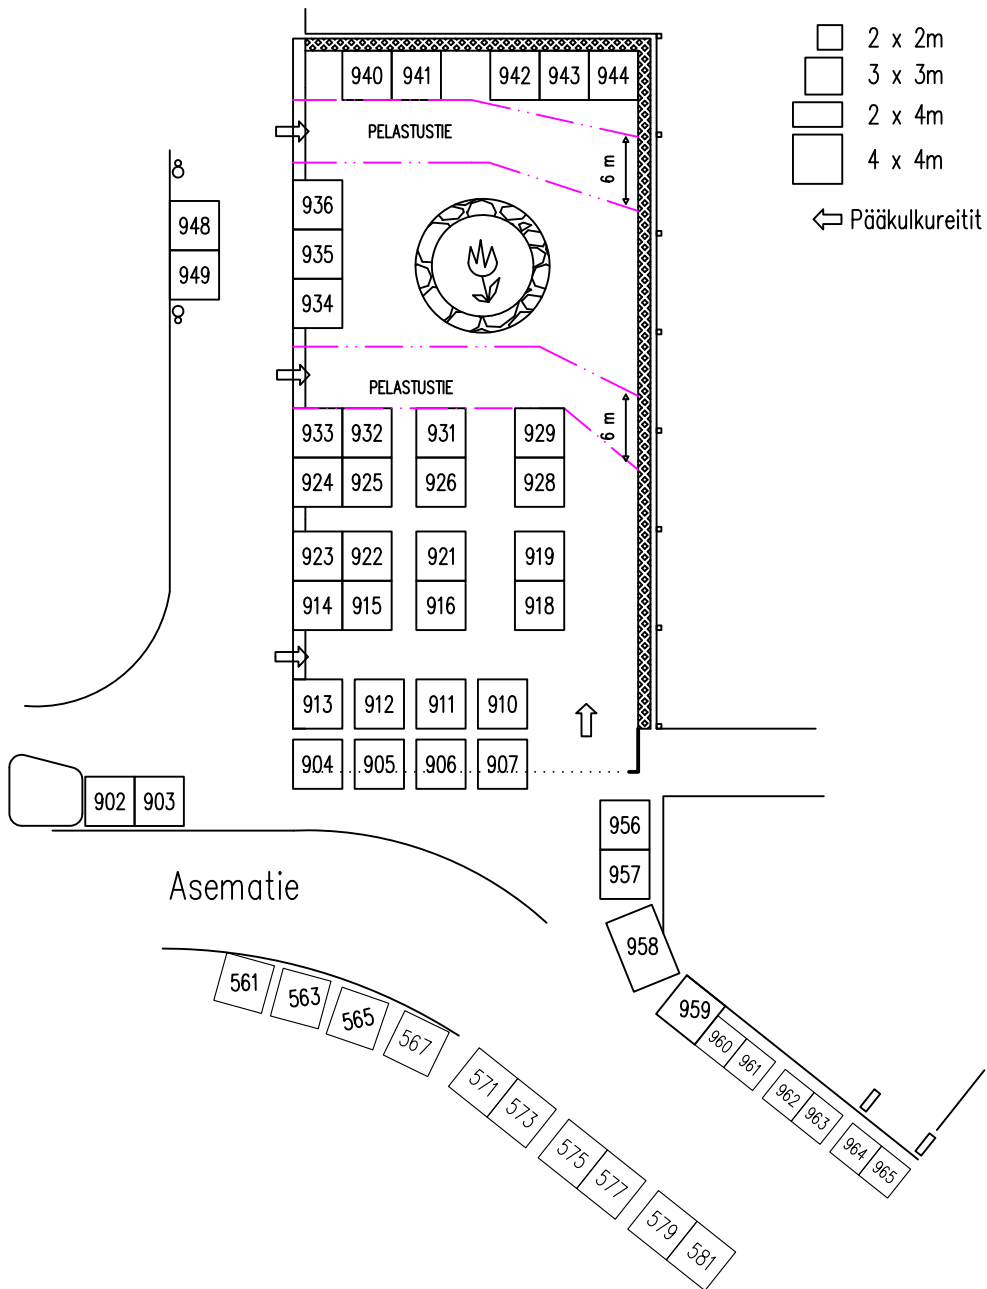 2 x 2m
3 x 3m
2 x 4m
4 x 4m
Pääkulkureitit
940 941 942 943 944
PELASTUSTIE
6 m
936
935
934
948
949
PELASTUSTIE
6 m
933 932 931 929
924 925 926 928
923 922 921 919
914 915 916 918
913 912 911 910
904 905 906 907
902 903
956
957
958
959
960
961
962
963
964
965
Asematie
561
563
565
567
571
573
575
577
579
581